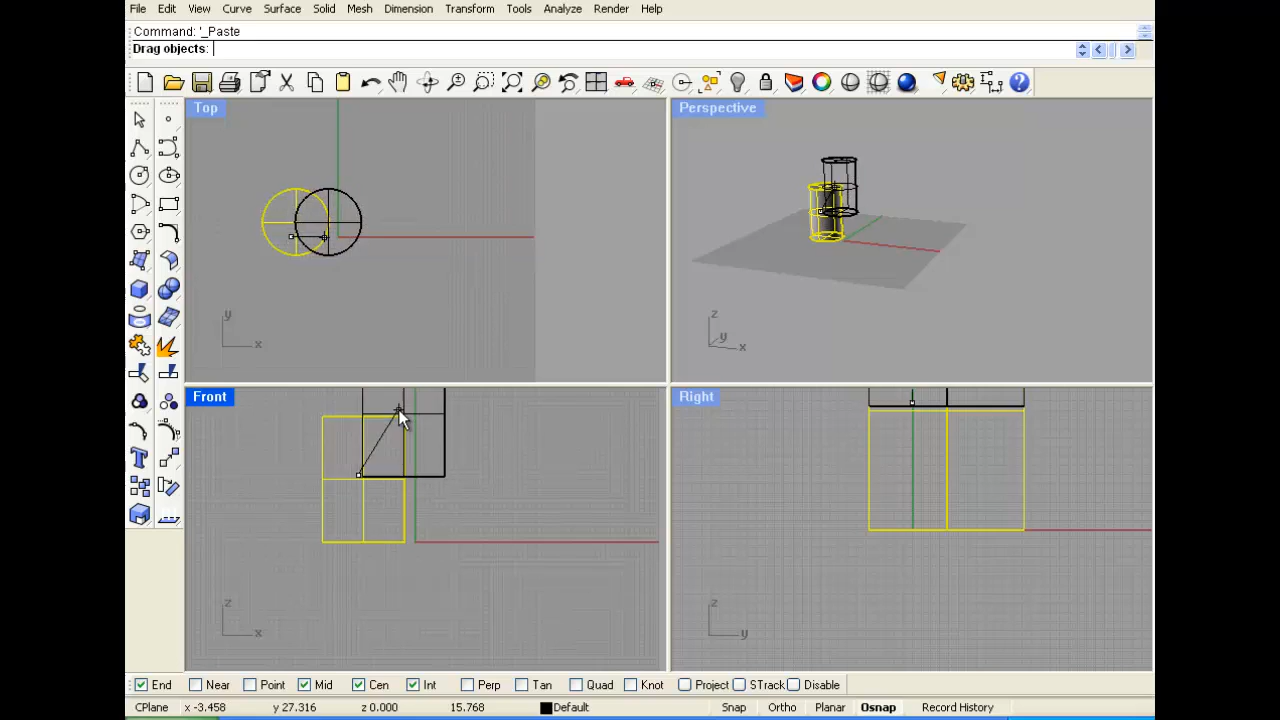 File Edit View Curve Surface Solid Mesh Dimension Transform Tools Analyze Render Help
Command: '_Paste
Drag objects:
Top
Perspective
y
x
z
y
x
Front
Right
z
x
z
y
End Near Point Mid Cen Int Perp Tan Quad Knot Project STrack Disable
CPlane x -3.458 y 27.316 z 0.000 15.768 Default Snap Ortho Planar Osnap Record History